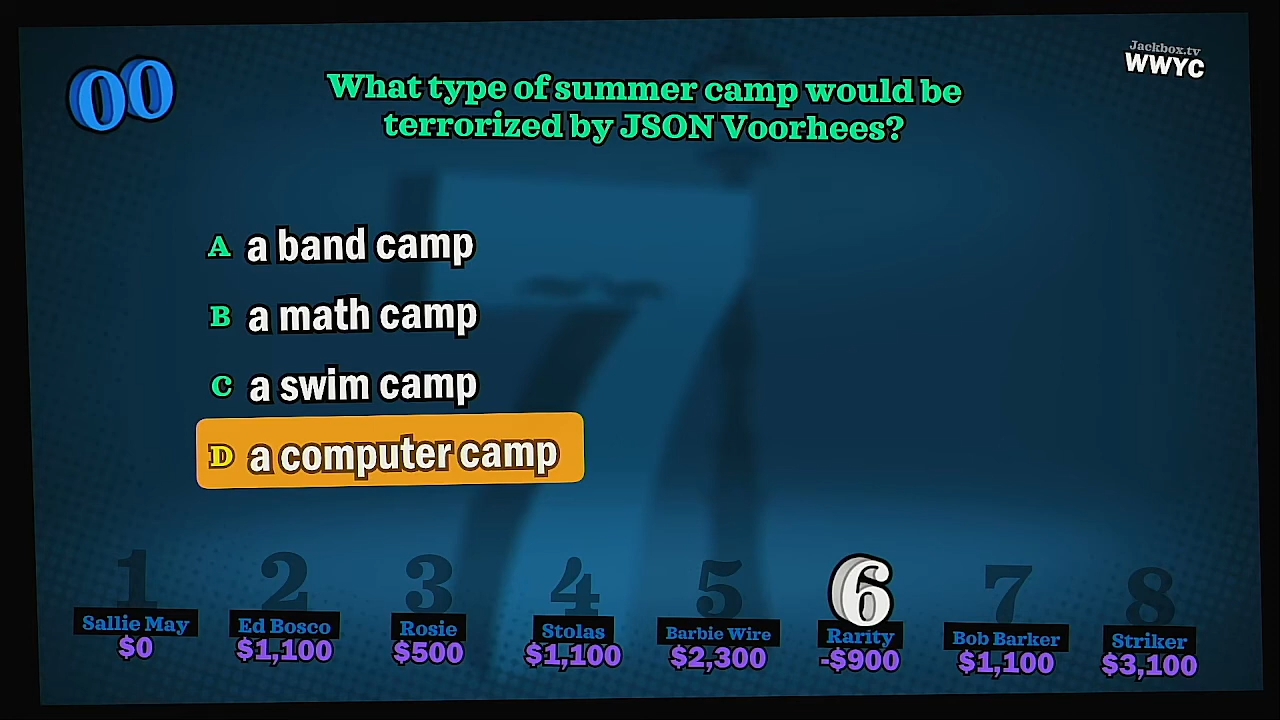 00
Jackbox.tv
WWYC
What type of summer camp would be
terrorized by JSON Voorhees?
A a band camp
B a math camp
C a swim camp
D a computer camp
1 2 3 4 5 6 7 8
Sallie May Ed Bosco Rosie Stolas Barbie Wire Rarity Bob Barker Striker
$0 $1,100 $500 $1,100 $2,300 -$900 $1,100 $3,100